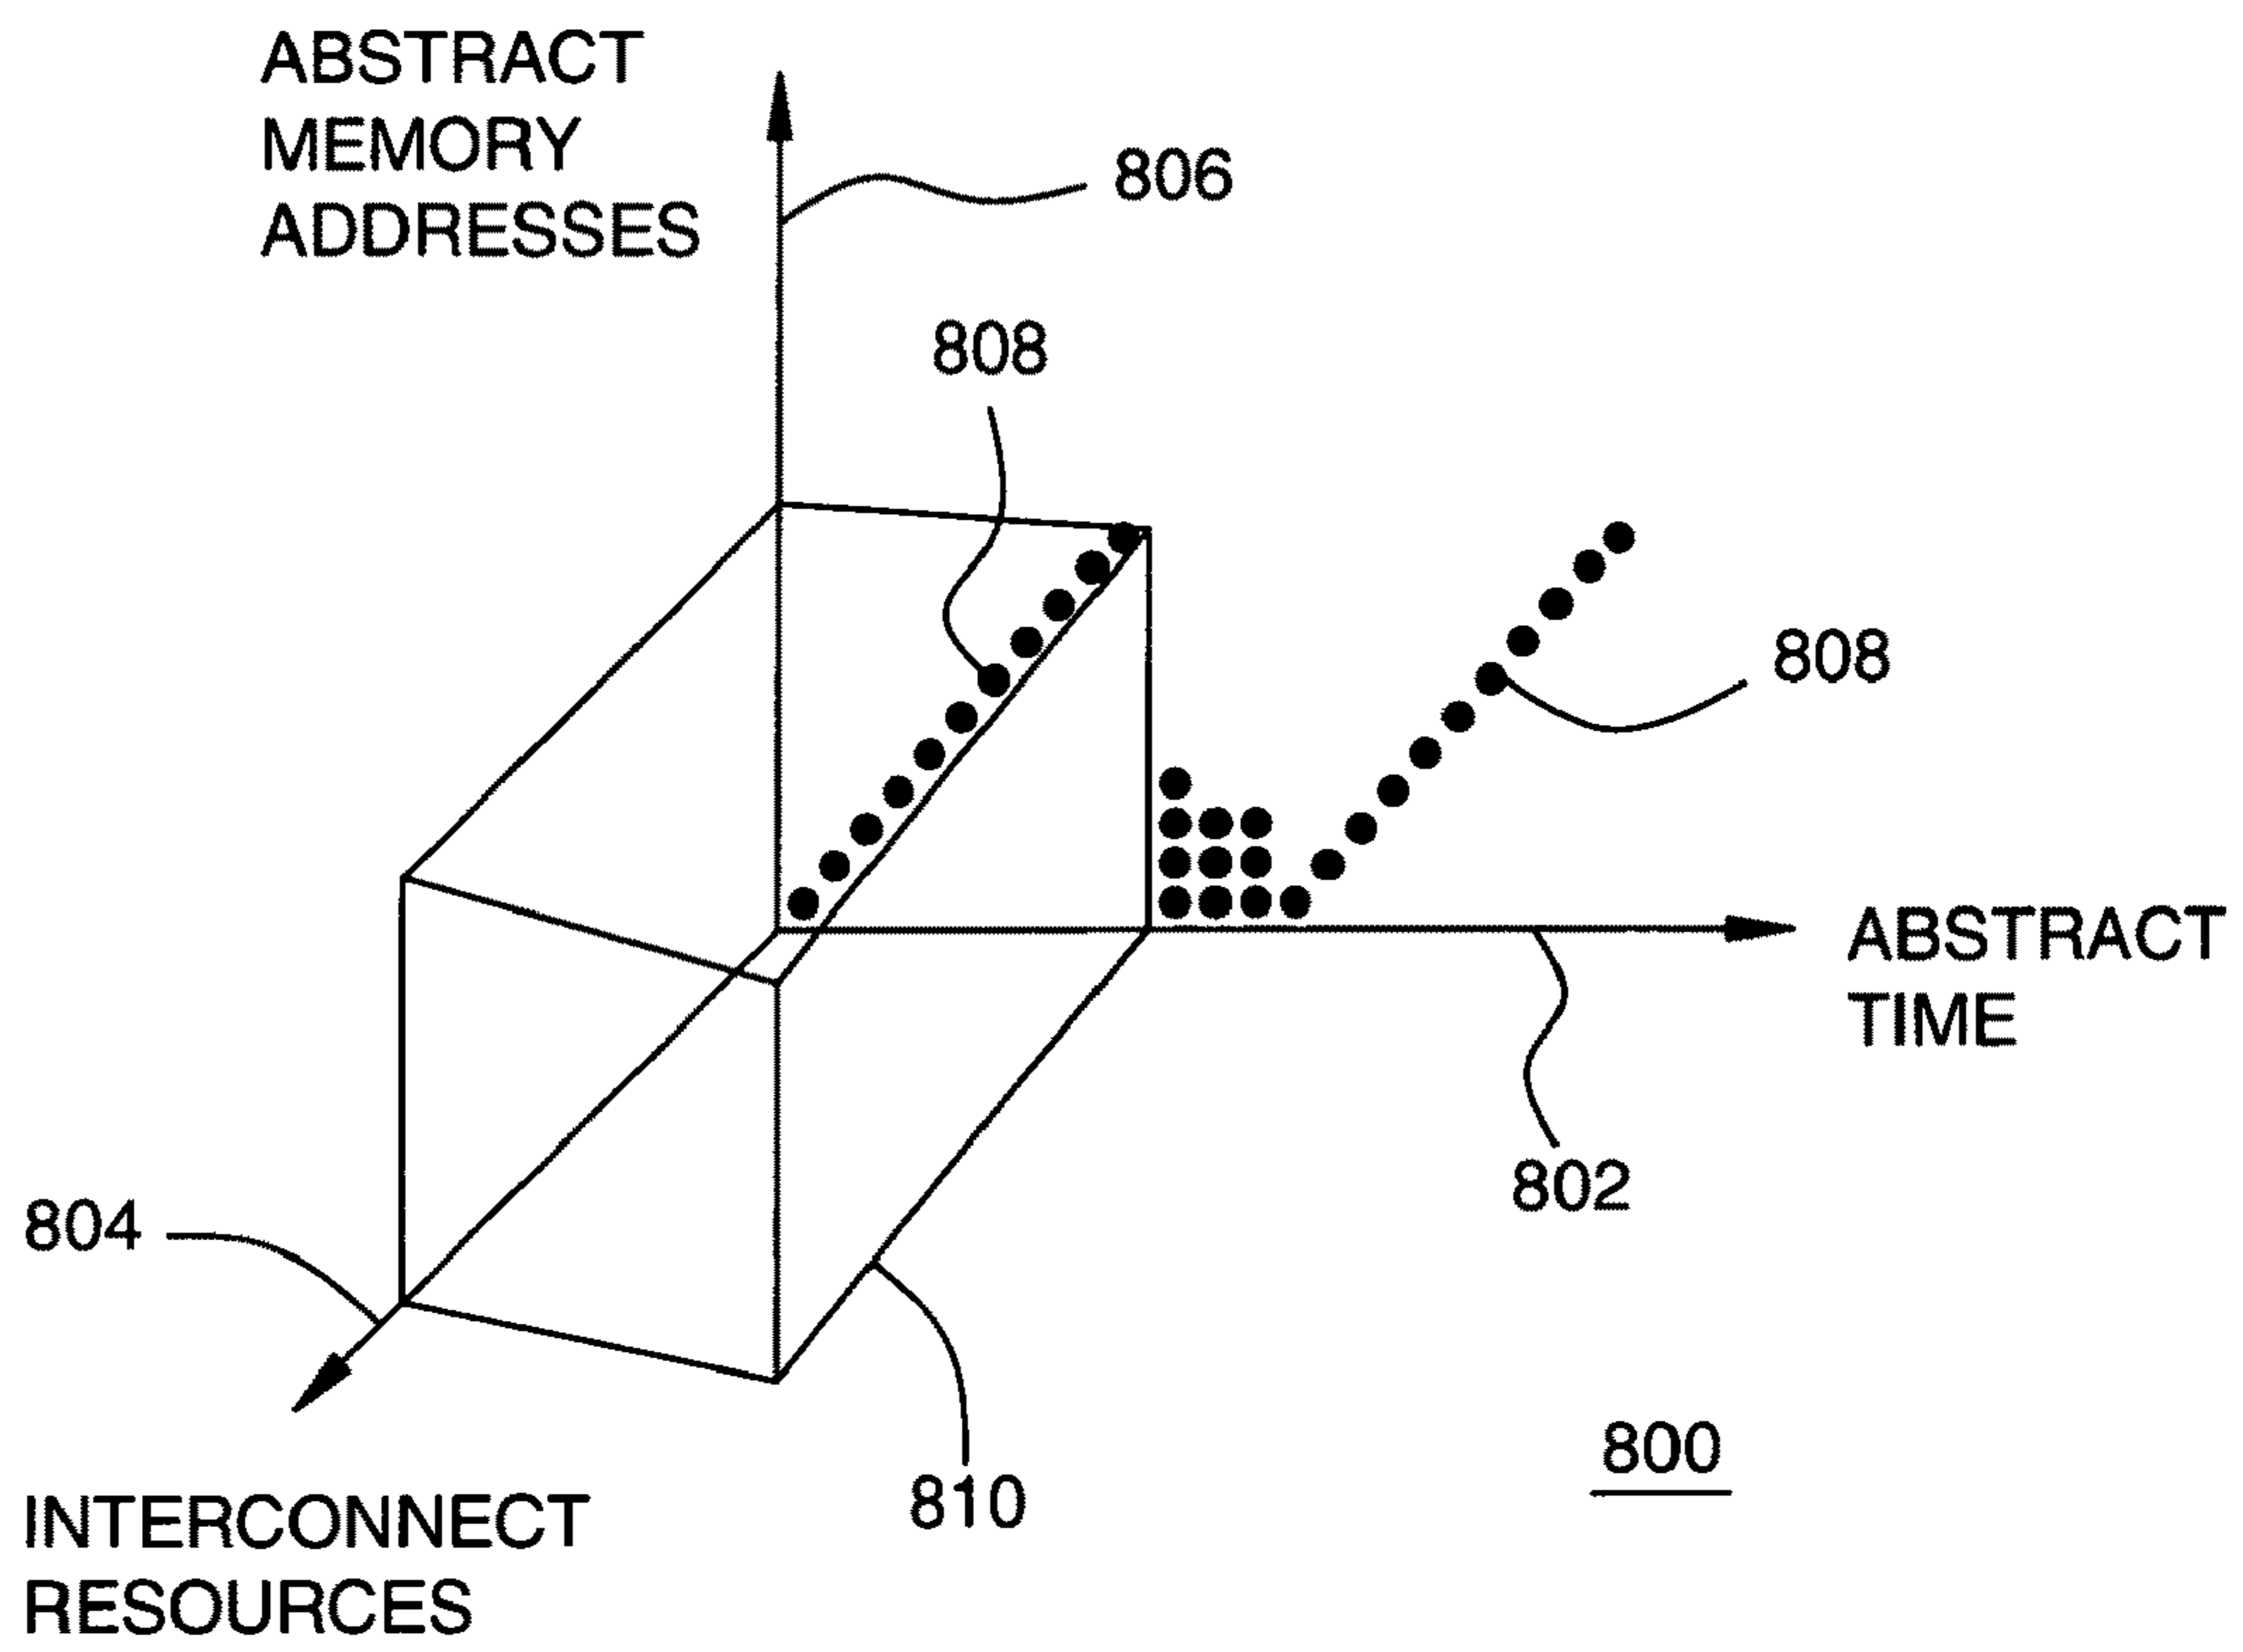 ABSTRACT
MEMORY
ADDRESSES
806
808
808
ABSTRACT
TIME
802
804
810
800
INTERCONNECT
RESOURCES